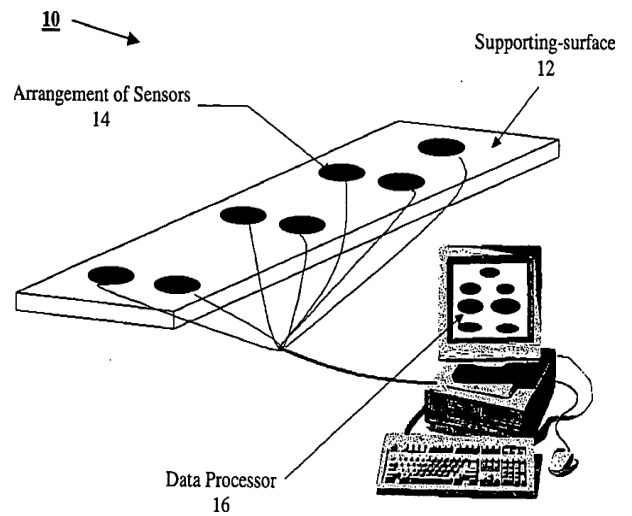 10
Supporting-surface
12
Arrangement of Sensors
14
Data Processor
16